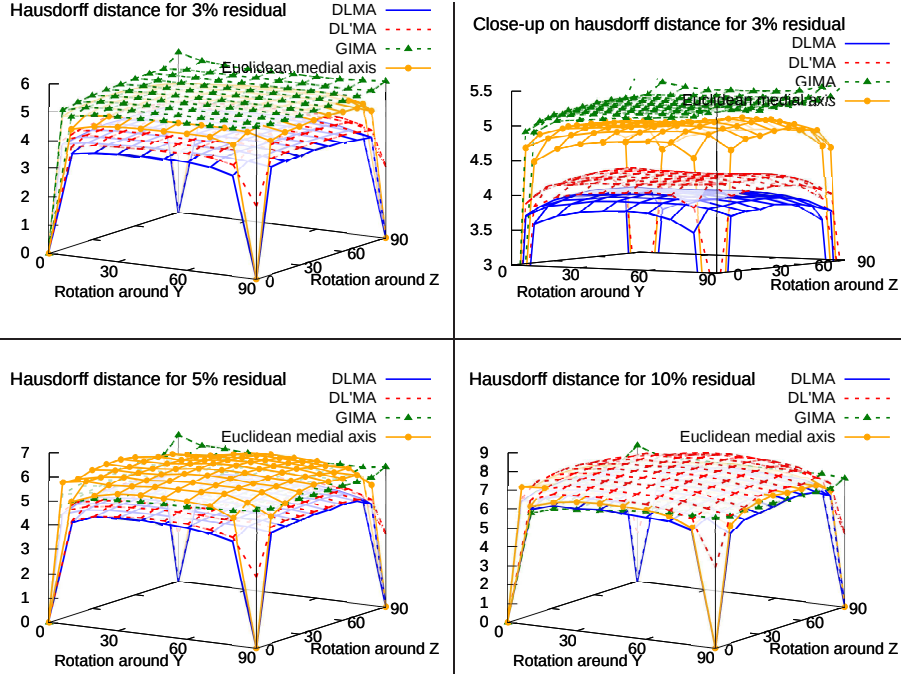 Hausdorff distance for 3% residual
DLMA
DL'MA
GIMA
Euclidean medial axis
6
5
4
3
2
1
0
0
30
60
90
0
30
60
90
Rotation around Y
Rotation around Z
Close-up on hausdorff distance for 3% residual
DLMA
DL'MA
GIMA
Euclidean medial axis
5.5
5
4.5
4
3.5
3
0
30
60
90
0
30
60
90
Rotation around Y
Rotation around Z
Hausdorff distance for 5% residual
DLMA
DL'MA
GIMA
Euclidean medial axis
7
6
5
4
3
2
1
0
0
30
60
90
0
30
60
90
Rotation around Y
Rotation around Z
Hausdorff distance for 10% residual
DLMA
DL'MA
GIMA
Euclidean medial axis
9
8
7
6
5
4
3
2
1
0
0
30
60
90
0
30
60
90
Rotation around Y
Rotation around Z